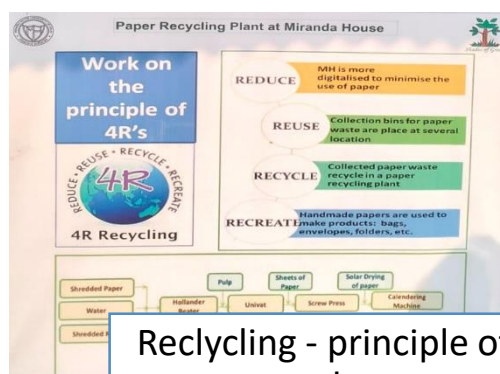 Paper Recycling Plant at Miranda House
Work on
the
principle of
4R's
REDUCE • REUSE • RECYCLE • RECREATE
4R
4R Recycling
REDUCE
MH is more
digitalised to minimise the
use of paper
REUSE
Collection bins for paper
waste are place at several
location
RECYCLE
Collected paper waste
recycle in a paper
recycling plant
RECREATE
Handmade papers are used to
make products: bags,
envelopes, folders, etc.
Pulp
Sheets of
Paper
Solar Drying
of paper
Shredded Paper
Water
Shredded
Hollander
Beater
Univat
Screw Press
Calendering
Machine
Reclycling - principle of